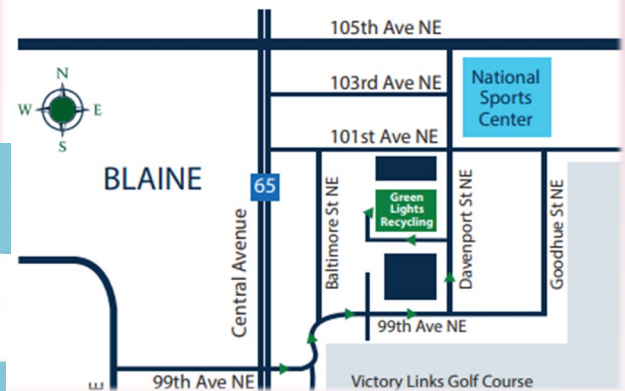 105th Ave NE
N
W E
S
103rd Ave NE
National
Sports
Center
101st Ave NE
BLAINE
65
Green
Lights
Recycling
Central Avenue
Baltimore St NE
Davenport St NE
Goodhue St NE
99th Ave NE
99th Ave NE
Victory Links Golf Course
E